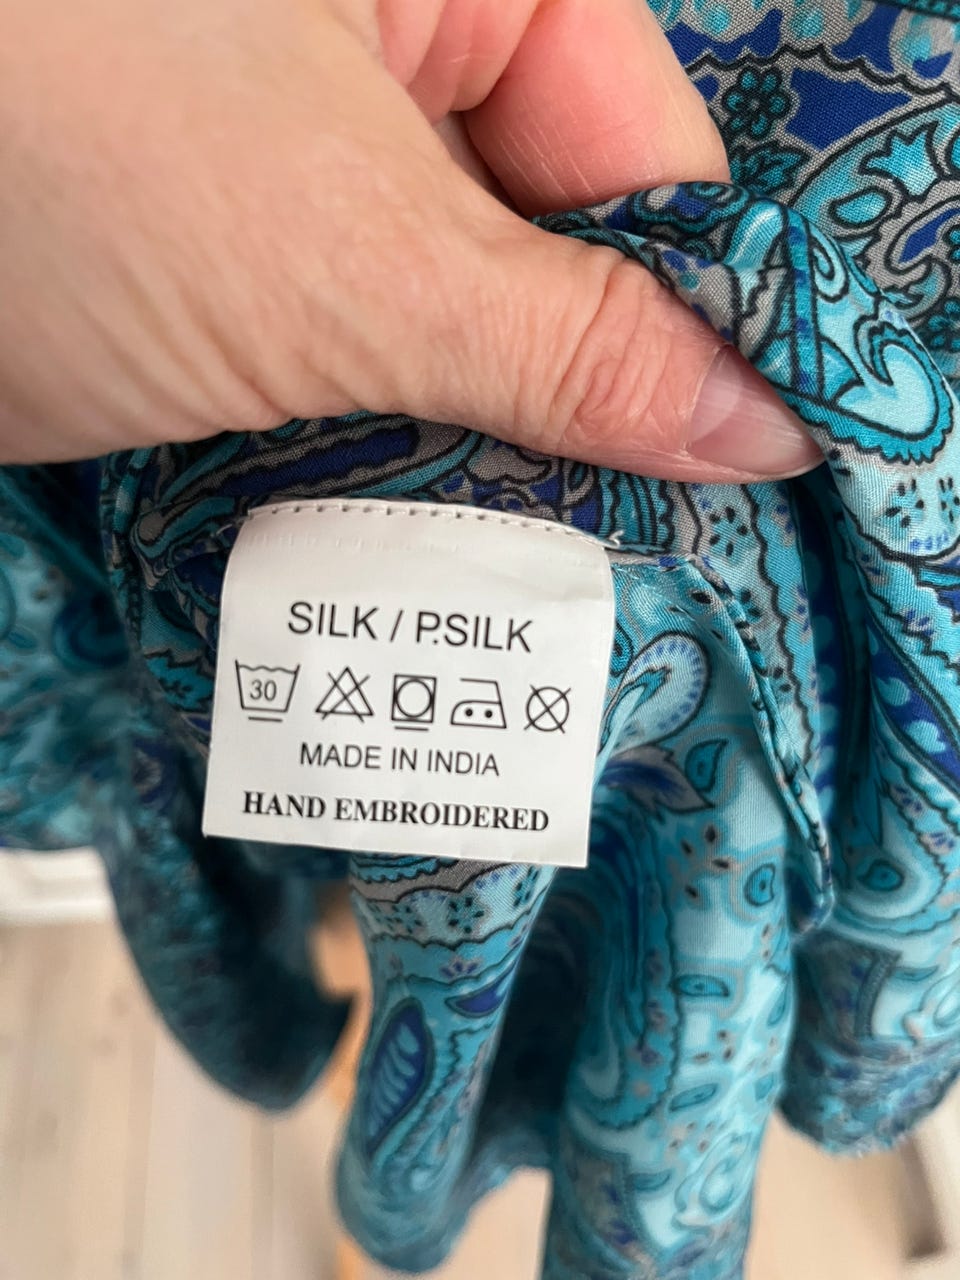 SILK / P.SILK
30
MADE IN INDIA
HAND EMBROIDERED